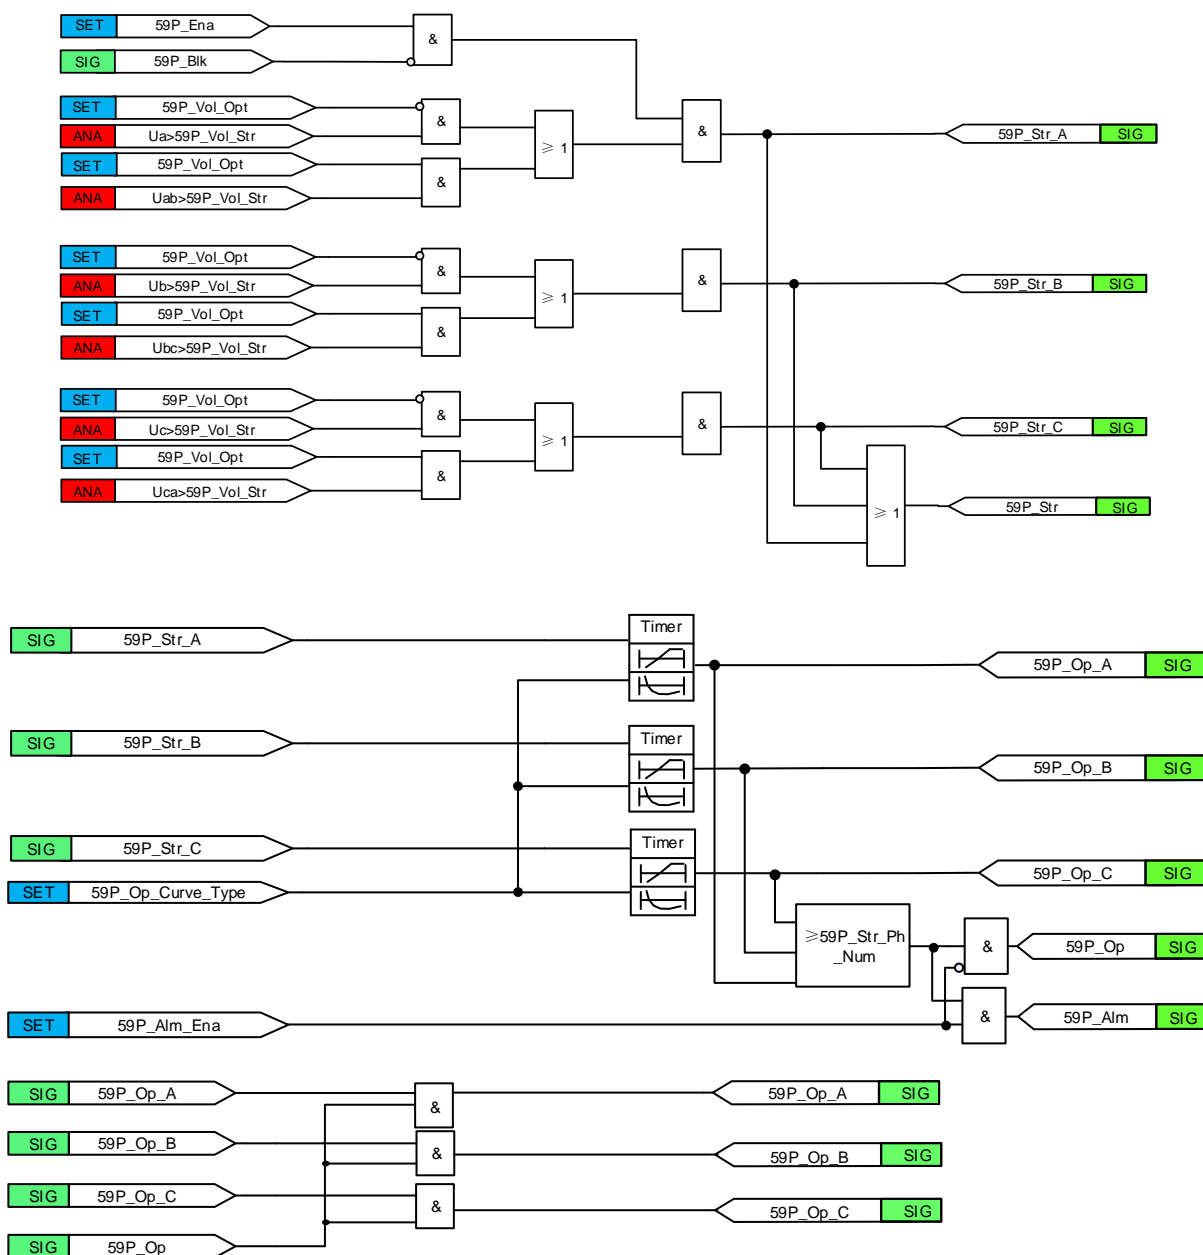 SET 59P_Ena
&
SIG 59P_Blk
SET 59P_Vol_Opt
&
ANA Ua>59P_Vol_Str
& 59P_Str_A SIG
≥ 1
SET 59P_Vol_Opt
&
ANA Uab>59P_Vol_Str
SET 59P_Vol_Opt
&
ANA Ub>59P_Vol_Str
& 59P_Str_B SIG
≥ 1
SET 59P_Vol_Opt
&
ANA Ubc>59P_Vol_Str
SET 59P_Vol_Opt
&
ANA Uc>59P_Vol_Str
& 59P_Str_C SIG
≥ 1
SET 59P_Vol_Opt
&
ANA Uca>59P_Vol_Str
≥ 1 59P_Str SIG
Timer
SIG 59P_Str_A
59P_Op_A SIG
Timer
SIG 59P_Str_B
59P_Op_B SIG
Timer
SIG 59P_Str_C
59P_Op_C SIG
SET 59P_Op_Curve_Type
≥59P_Str_Ph
_Num
& 59P_Op SIG
& 59P_Alm SIG
SET 59P_Alm_Ena
SIG 59P_Op_A & 59P_Op_A SIG
SIG 59P_Op_B & 59P_Op_B SIG
SIG 59P_Op_C & 59P_Op_C SIG
SIG 59P_Op